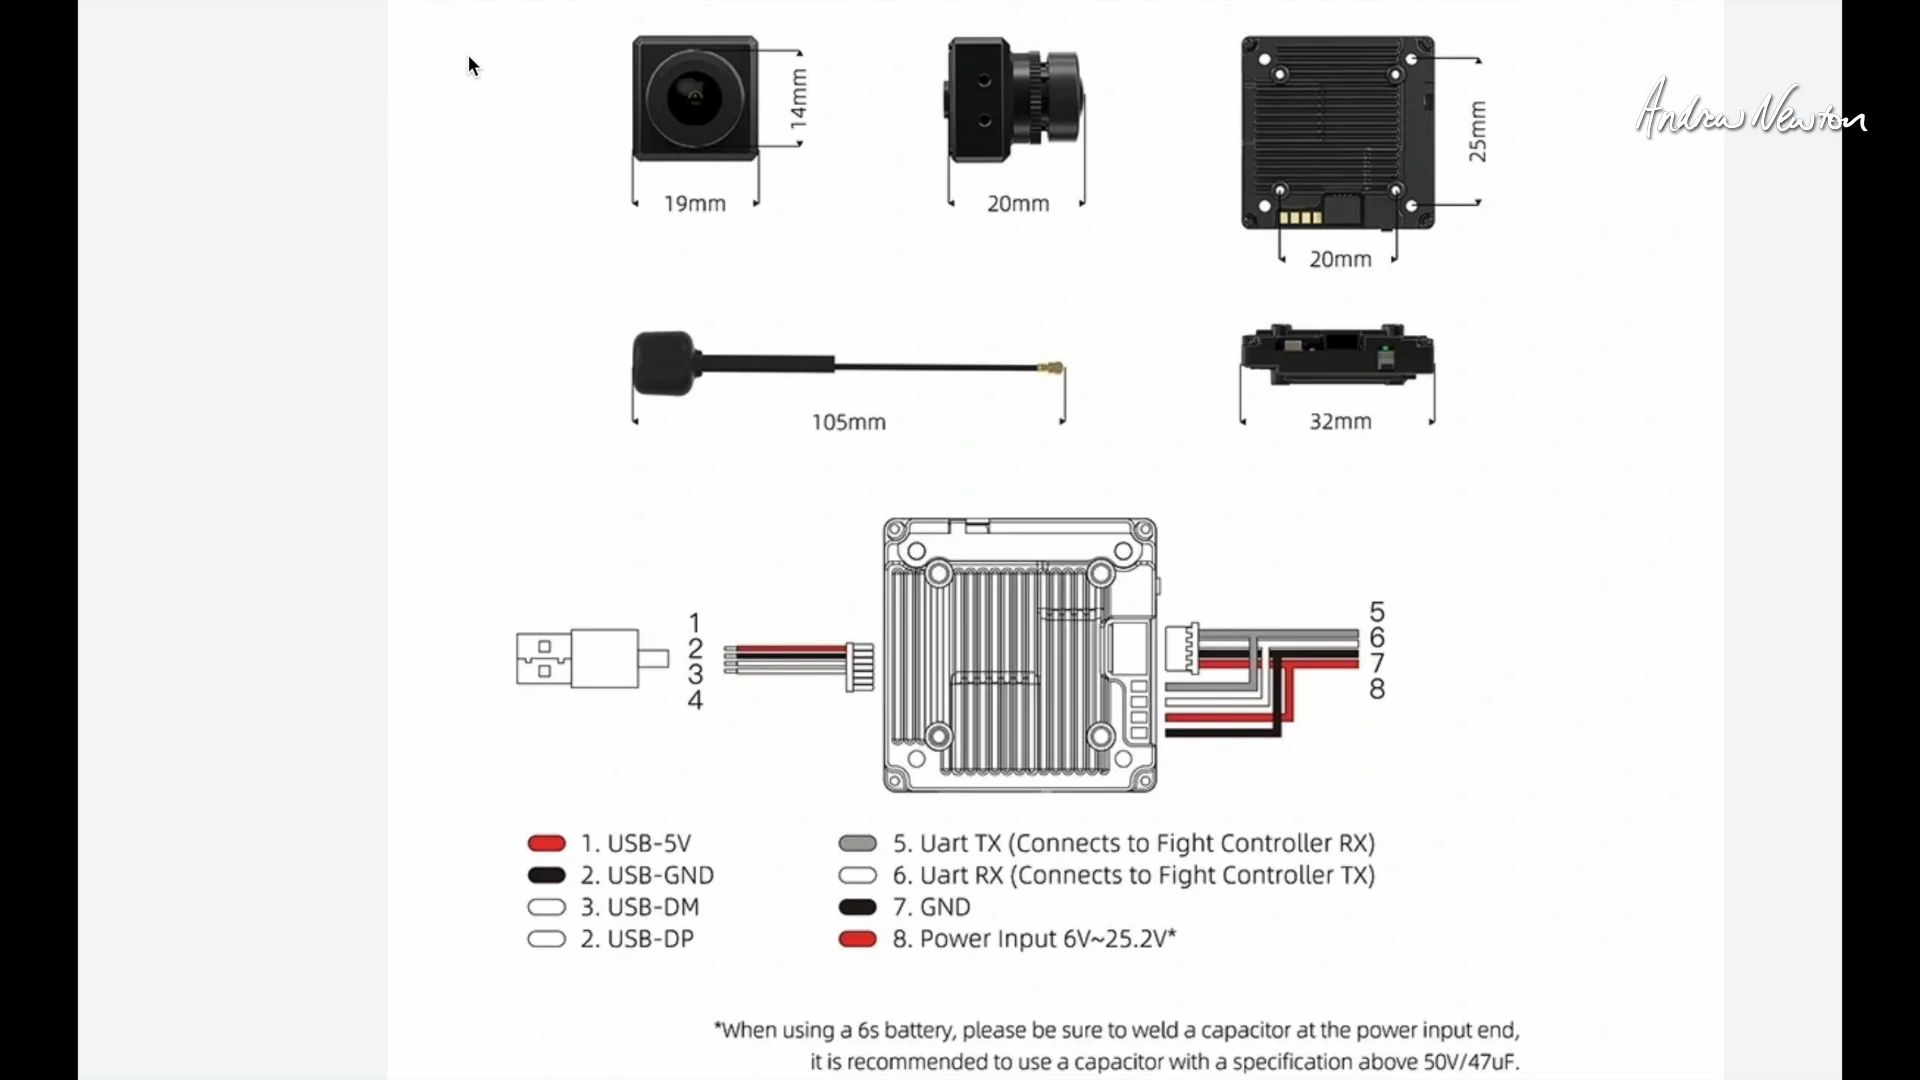 14mm
19mm
20mm
25mm
20mm
Andrew Newton
105mm
32mm
1
2
3
4
5
6
7
8
1. USB-5V
2. USB-GND
3. USB-DM
2. USB-DP
5. Uart TX (Connects to Fight Controller RX)
6. Uart RX (Connects to Fight Controller TX)
7. GND
8. Power Input 6V~25.2V*
*When using a 6s battery, please be sure to weld a capacitor at the power input end,
it is recommended to use a capacitor with a specification above 50V/47uF.